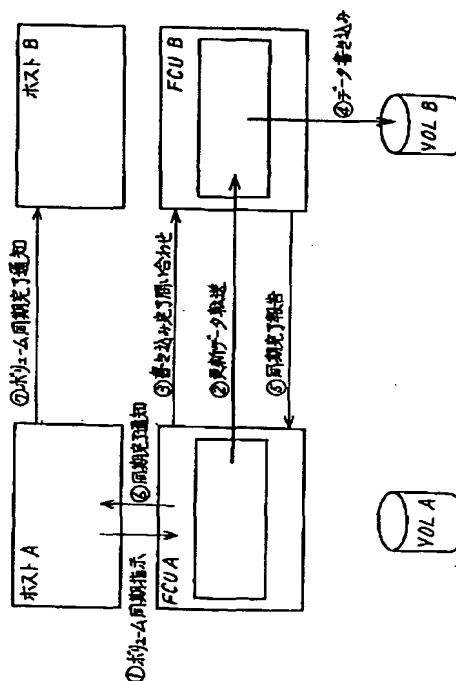 ホストA
ホストB
⑦ボリューム同期完了通知
①ボリューム同期指示
⑥同期完了通知
FCU A
FCU B
③書き込み完了問い合わせ
②更新データ転送
⑤同期完了報告
④データ書き込み
VOL A
VOL B